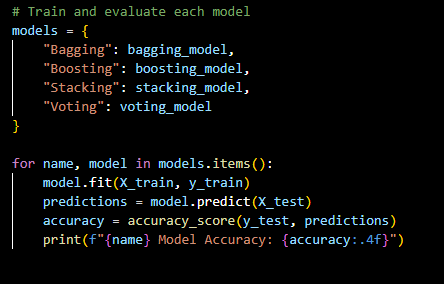 # Train and evaluate each model
models = {
    "Bagging": bagging_model,
    "Boosting": boosting_model,
    "Stacking": stacking_model,
    "Voting": voting_model
}
for name, model in models.items():
    model.fit(X_train, y_train)
    predictions = model.predict(X_test)
    accuracy = accuracy_score(y_test, predictions)
    print(f"{name} Model Accuracy: {accuracy:.4f}")